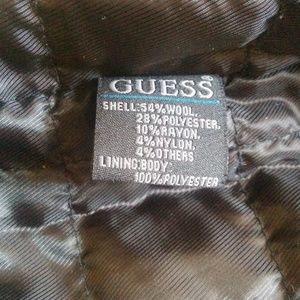 GUESS
SHELL:54%WOOL.
28%POLYESTER.
10%RAYON.
4%NYLON.
4%OTHERS
LINING:BODY:
100%POLYESTER